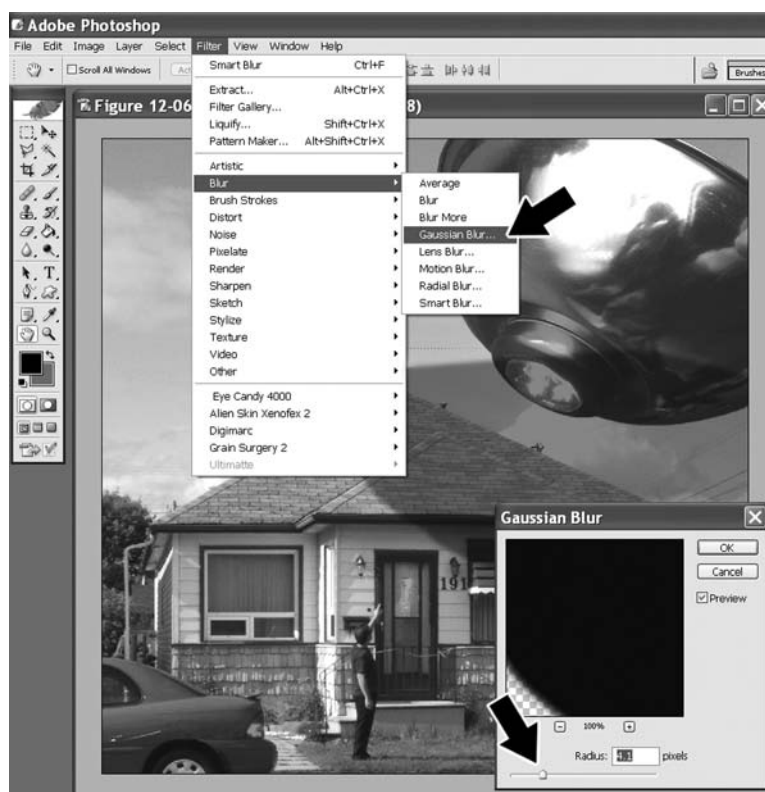 Adobe Photoshop
File Edit Image Layer Select Filter View Window Help
Scroll All Windows
Brushes
Figure 12-06
8)
Smart Blur Ctrl+F
Extract... Alt+Ctrl+X
Filter Gallery...
Liquify... Shift+Ctrl+X
Pattern Maker... Alt+Shift+Ctrl+X
Artistic
Blur
Brush Strokes
Distort
Noise
Pixelate
Render
Sharpen
Sketch
Stylize
Texture
Video
Other
Eye Candy 4000
Alien Skin Xenofex 2
Digimarc
Grain Surgery 2
Ultimatte
Average
Blur
Blur More
Gaussian Blur...
Lens Blur...
Motion Blur...
Radial Blur...
Smart Blur...
T
191
Gaussian Blur
OK
Cancel
Preview
100%
Radius: 4.1 pixels